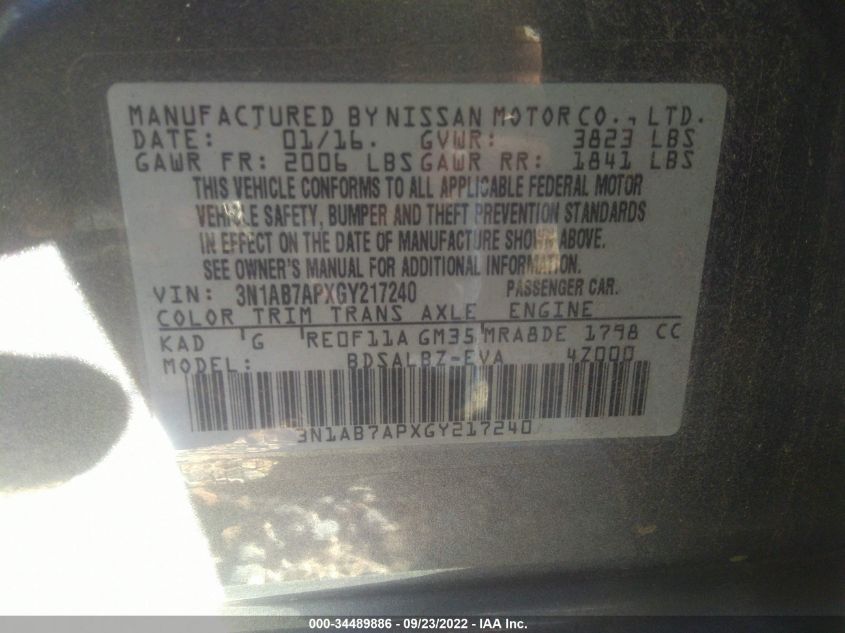 MANUFACTURED BY NISSAN MOTOR CO., LTD.
DATE: 01/16. GVWR: 3823 LBS
GAWR FR: 2006 LBS GAWR RR: 1841 LBS
THIS VEHICLE CONFORMS TO ALL APPLICABLE FEDERAL MOTOR
VEHICLE SAFETY, BUMPER AND THEFT PREVENTION STANDARDS
IN EFFECT ON THE DATE OF MANUFACTURE SHOWN ABOVE.
SEE OWNER'S MANUAL FOR ADDITIONAL INFORMATION.
VIN: 3N1AB7APXGY217240 PASSENGER CAR.
COLOR TRIM TRANS AXLE ENGINE
KAD G RE0F11A GM35 MRA8DE 1798 CC
MODEL: BDSALBZ-EVA 4Z000
3N1AB7APXGY217240
000-34489886 - 09/23/2022 - IAA Inc.